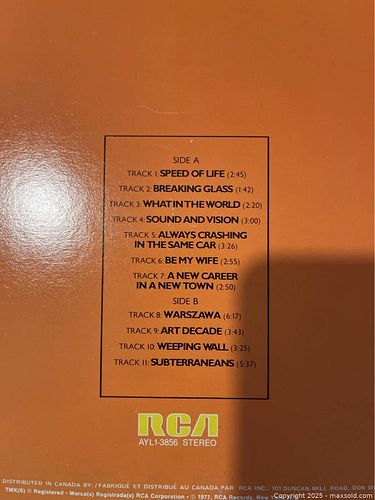 SIDE A
TRACK 1: SPEED OF LIFE (2:45)
TRACK 2: BREAKING GLASS (1:42)
TRACK 3: WHAT IN THE WORLD (2:20)
TRACK 4: SOUND AND VISION (3:00)
TRACK 5: ALWAYS CRASHING
IN THE SAME CAR (3:26)
TRACK 6: BE MY WIFE (2:55)
TRACK 7: A NEW CAREER
IN A NEW TOWN (2:50)
SIDE B
TRACK 8: WARSZAWA (6:17)
TRACK 9: ART DECADE (3:43)
TRACK 10: WEEPING WALL (3:25)
TRACK 11: SUBTERRANEANS (5:37)
RCA
AYL1-3856 STEREO
DISTRIBUTED IN CANADA BY: / FABRIQUÉ ET DISTRIBUÉ AU CANADA PAR: RCA INC., 101 DUNCAN MILL ROAD, DON M
TMK(S) ® Registered • Marca(s) Registrada(s) RCA Corporation • © 1977, RCA Records, New
Copyright 2025 - maxsold.com